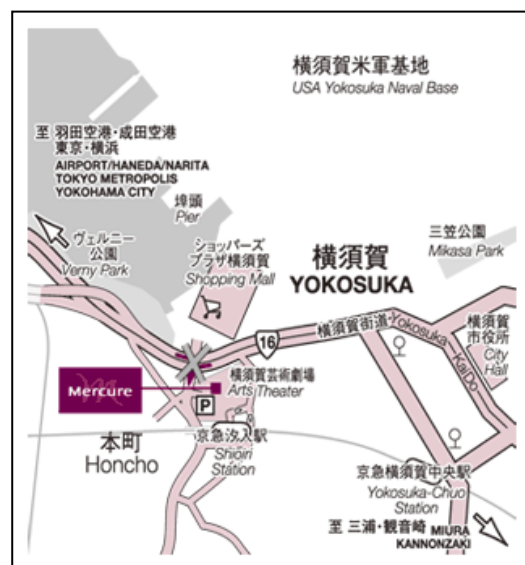 横須賀米軍基地
USA Yokosuka Naval Base
至 羽田空港・成田空港
東京・横浜
AIRPORT/HANEDA/NARITA
TOKYO METROPOLIS
YOKOHAMA CITY
埠頭
Pier
ヴェルニー
公園
Verny Park
ショッパーズ
プラザ横須賀
Shopping Mall
三笠公園
Mikasa Park
横須賀
YOKOSUKA
16
横須賀街道 Yokosuka KaiDo
横須賀
市役所
City
Hall
Mercure
横須賀芸術劇場
Arts Theater
P
本町
Honcho
京急汐入駅
Shioiri
Station
京急横須賀中央駅
Yokosuka-Chuo
Station
至 三浦・観音崎 MIURA
KANNONZAKI